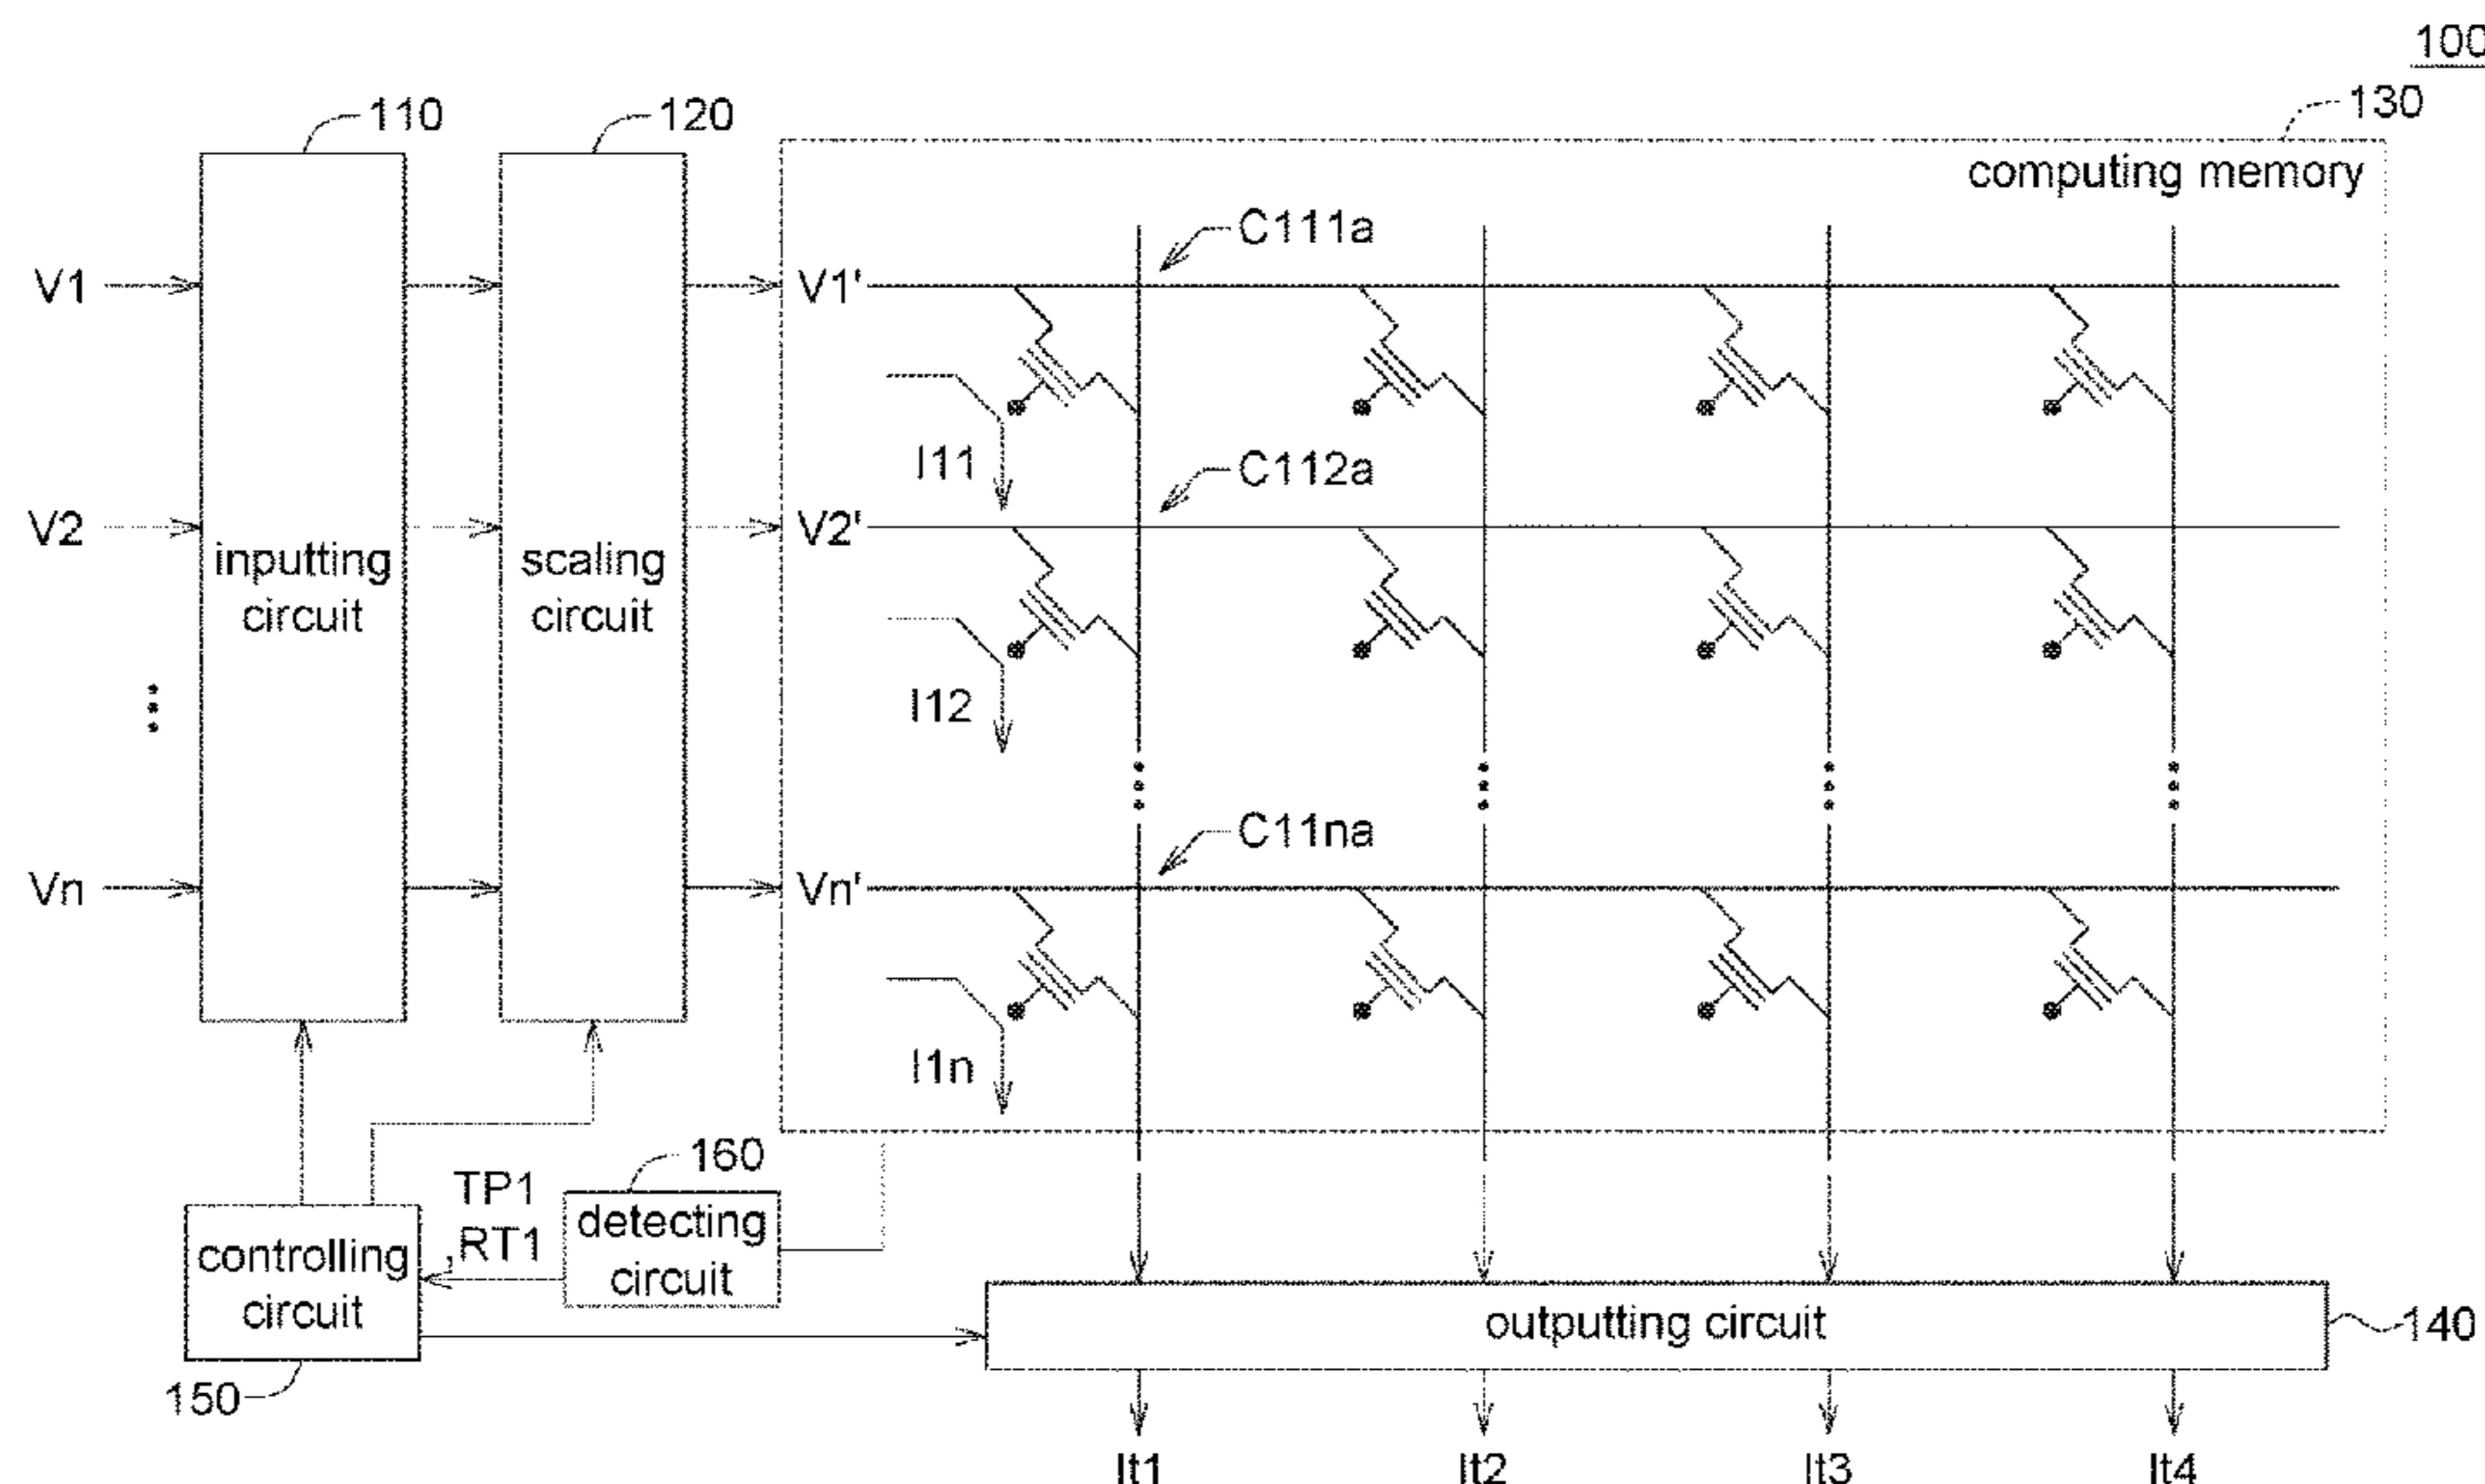 100
110
120
130
computing memory
C111a
V1
V1'
I11
C112a
V2
V2'
inputting
circuit
scaling
circuit
I12
C11na
Vn
Vn'
I1n
160
TP1
,RT1
detecting
circuit
controlling
circuit
outputting circuit
140
150
It1
It2
It3
It4